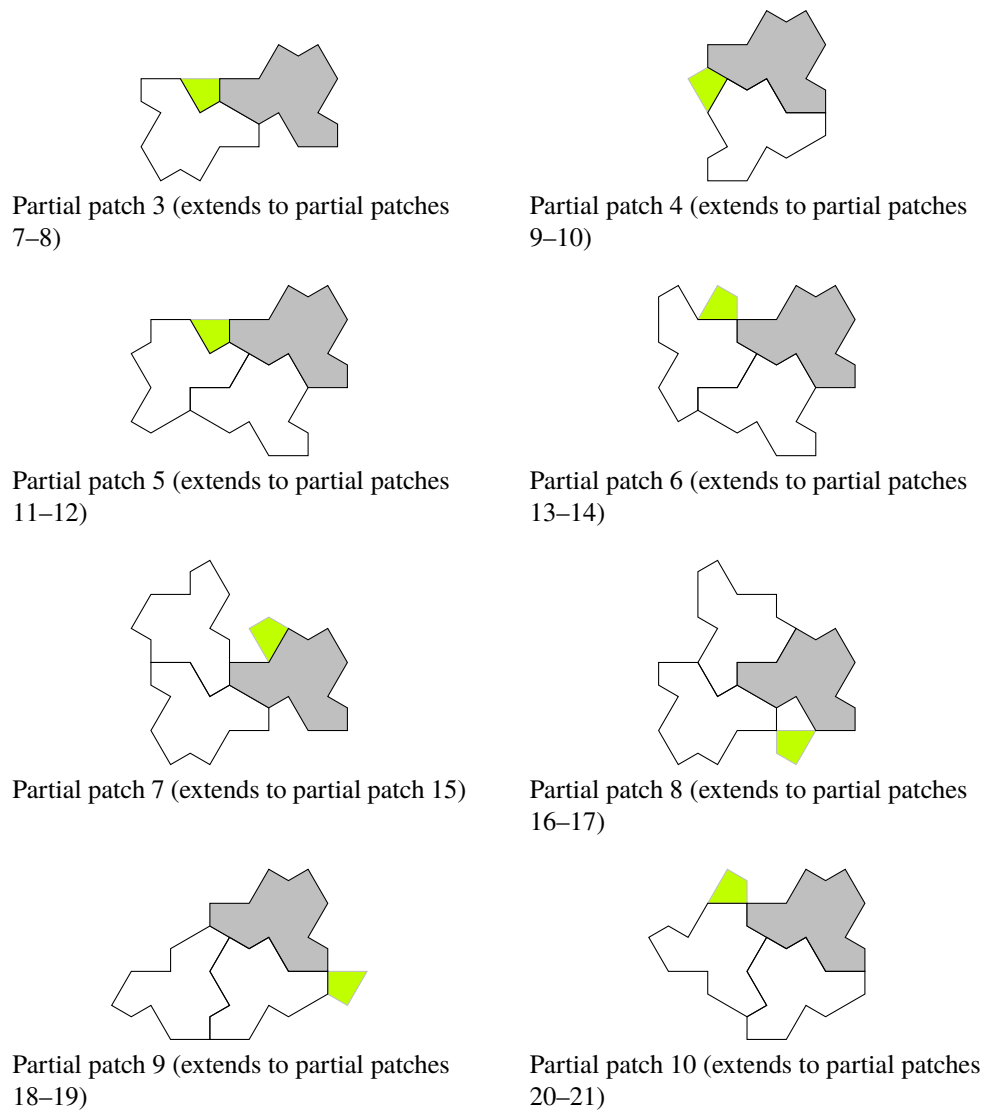 Partial patch 3 (extends to partial patches
7–8)
Partial patch 4 (extends to partial patches
9–10)
Partial patch 5 (extends to partial patches
11–12)
Partial patch 6 (extends to partial patches
13–14)
Partial patch 7 (extends to partial patch 15)
Partial patch 8 (extends to partial patches
16–17)
Partial patch 9 (extends to partial patches
18–19)
Partial patch 10 (extends to partial patches
20–21)